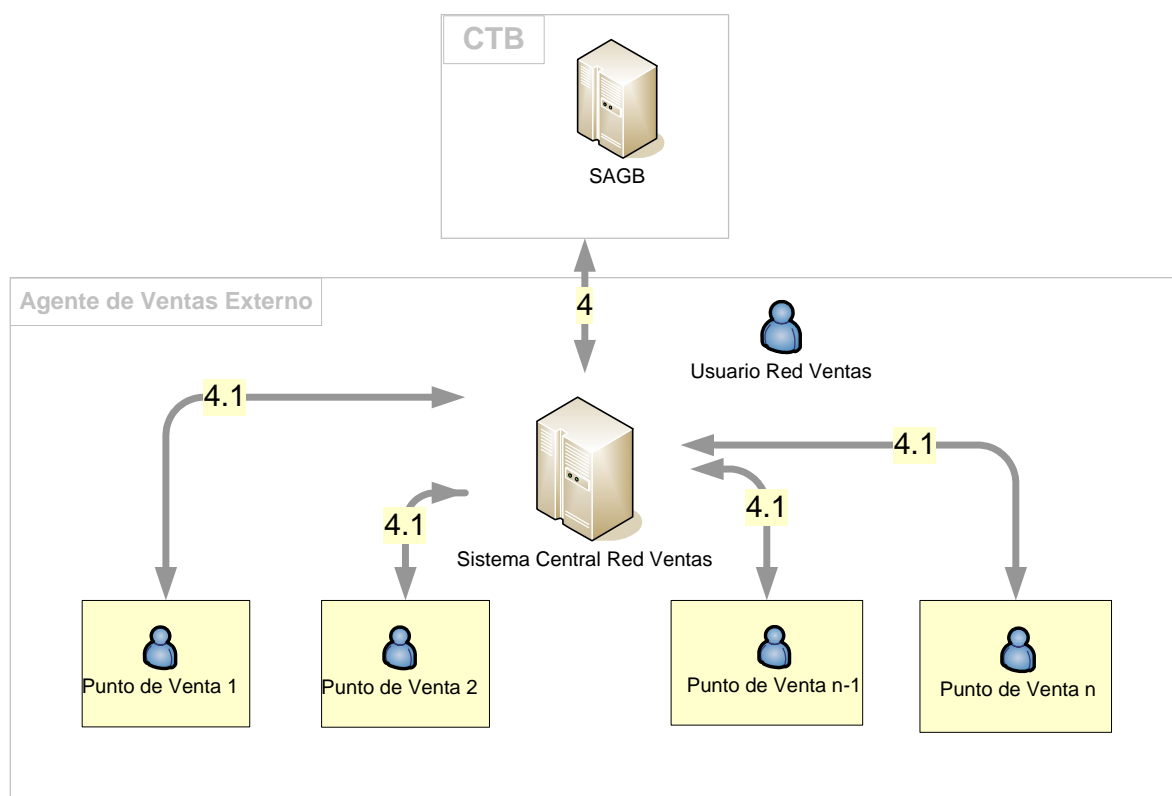 CTB
SAGB
Agente de Ventas Externo
4
Usuario Red Ventas
4.1
4.1
4.1
4.1
Sistema Central Red Ventas
Punto de Venta 1
Punto de Venta 2
Punto de Venta n-1
Punto de Venta n